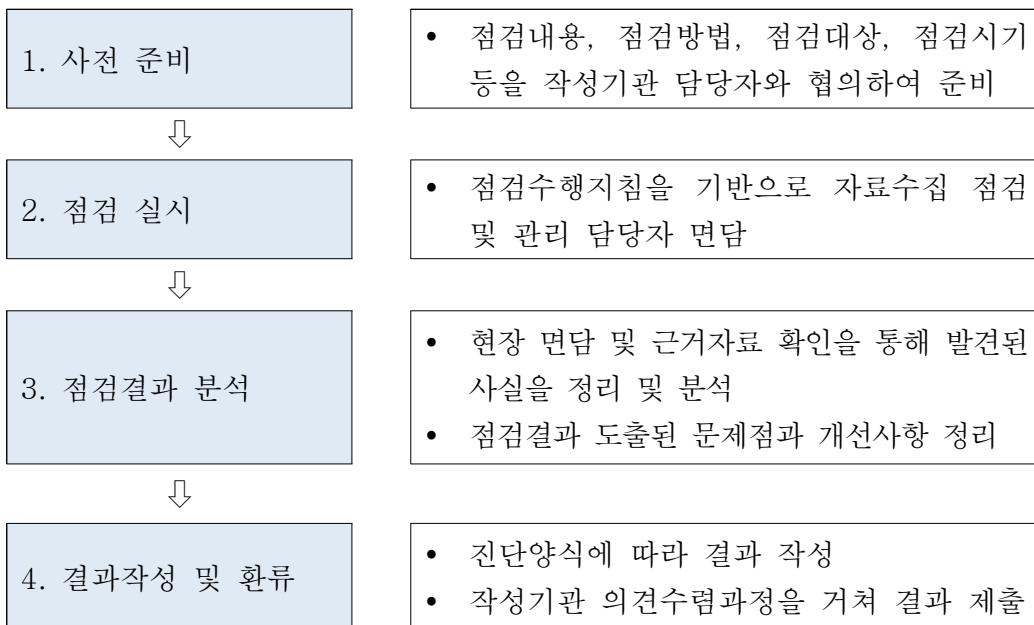 1. 사전 준비
• 점검내용, 점검방법, 점검대상, 점검시기
등을 작성기관 담당자와 협의하여 준비
⇩
2. 점검 실시
• 점검수행지침을 기반으로 자료수집 점검
및 관리 담당자 면담
⇩
3. 점검결과 분석
• 현장 면담 및 근거자료 확인을 통해 발견된
사실을 정리 및 분석
• 점검결과 도출된 문제점과 개선사항 정리
⇩
4. 결과작성 및 환류
• 진단양식에 따라 결과 작성
• 작성기관 의견수렴과정을 거쳐 결과 제출